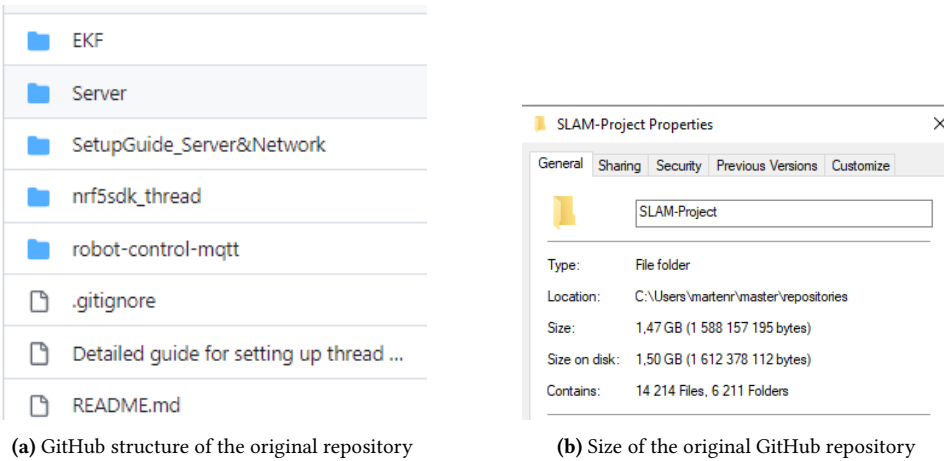 EKF
Server
SetupGuide_Server&Network
nrf5sdk_thread
robot-control-mqtt
.gitignore
Detailed guide for setting up thread ...
README.md
(a) GitHub structure of the original repository
SLAM-Project Properties
General Sharing Security Previous Versions Customize
SLAM-Project
Type: File folder
Location: C:\Users\martenr\master\repositories
Size: 1,47 GB (1 588 157 195 bytes)
Size on disk: 1,50 GB (1 612 378 112 bytes)
Contains: 14 214 Files, 6 211 Folders
(b) Size of the original GitHub repository